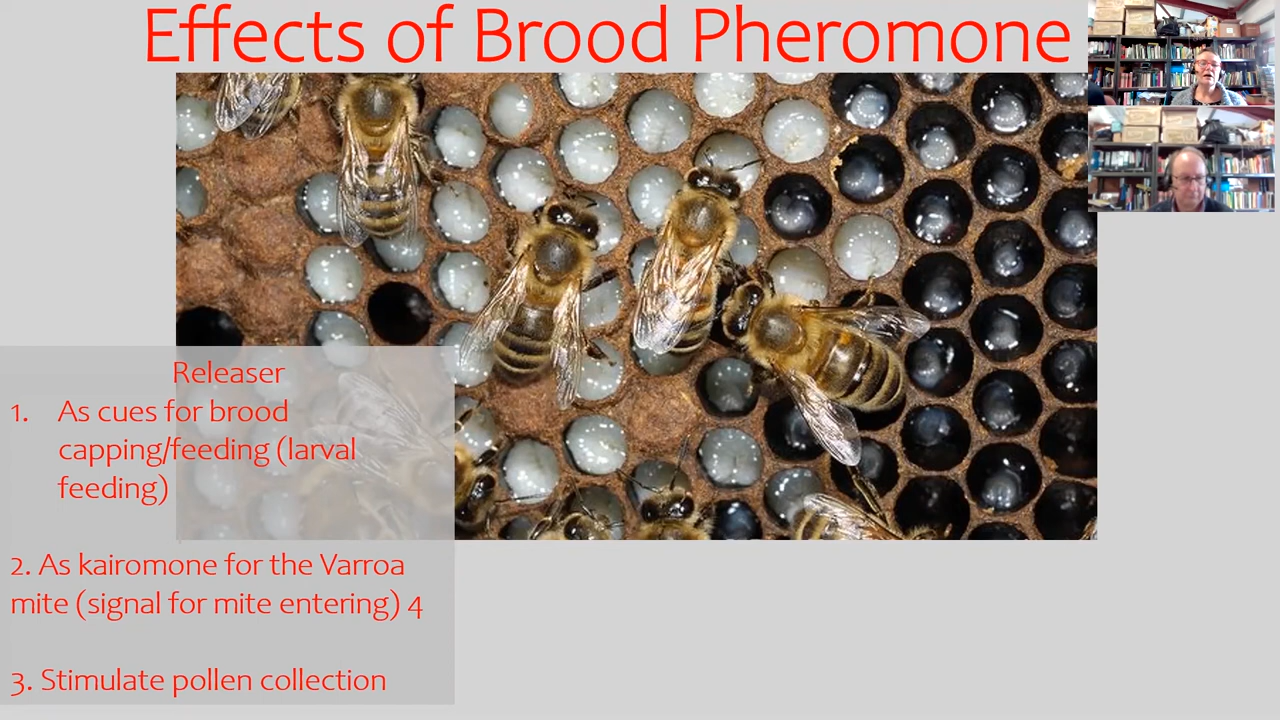 Effects of Brood Pheromone
Releaser
1. As cues for brood
capping/feeding (larval
feeding)
2. As kairomone for the Varroa
mite (signal for mite entering) 4
3. Stimulate pollen collection